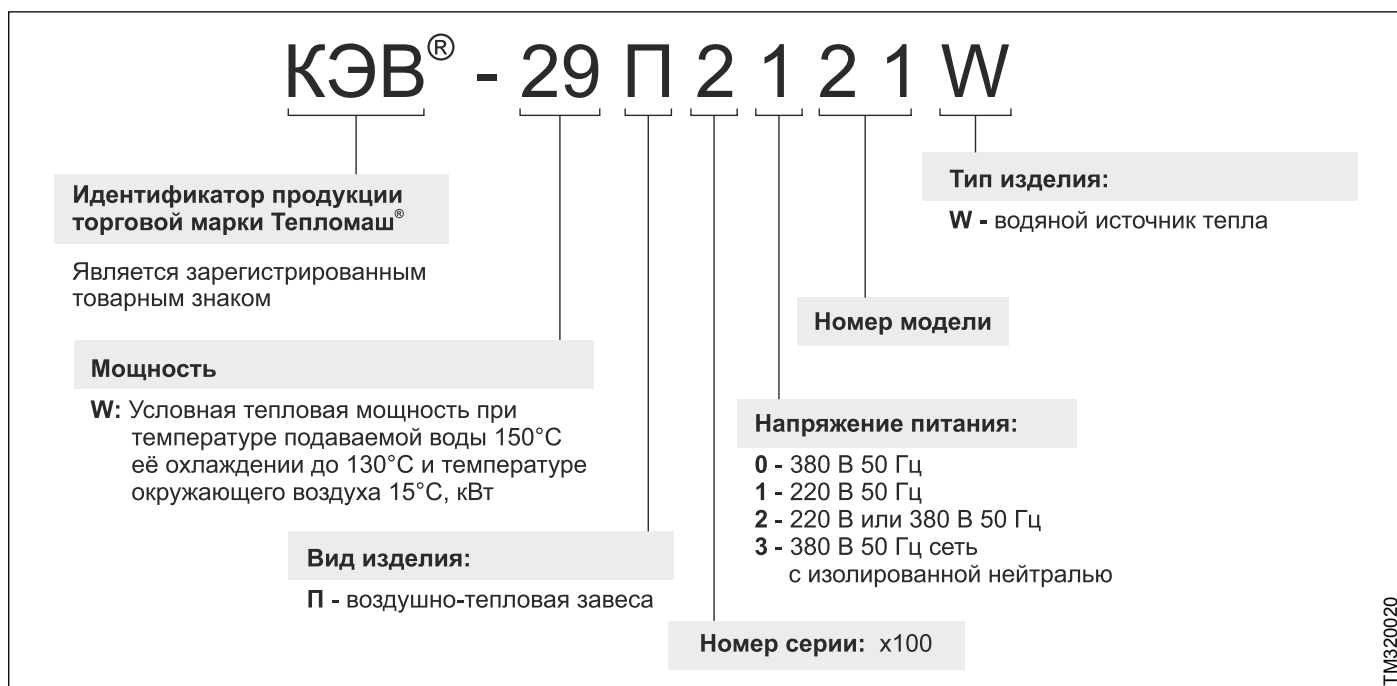 КЭВ® - 29 П 2 1 2 1 W
Идентификатор продукции
торговой марки Тепломаш®
Является зарегистрированным
товарным знаком
Мощность
W: Условная тепловая мощность при
температуре подаваемой воды 150°С
её охлаждении до 130°С и температуре
окружающего воздуха 15°С, кВт
Вид изделия:
П - воздушно-тепловая завеса
Номер серии: х100
Напряжение питания:
0 - 380 В 50 Гц
1 - 220 В 50 Гц
2 - 220 В или 380 В 50 Гц
3 - 380 В 50 Гц сеть
с изолированной нейтралью
Номер модели
Тип изделия:
W - водяной источник тепла
TM320020